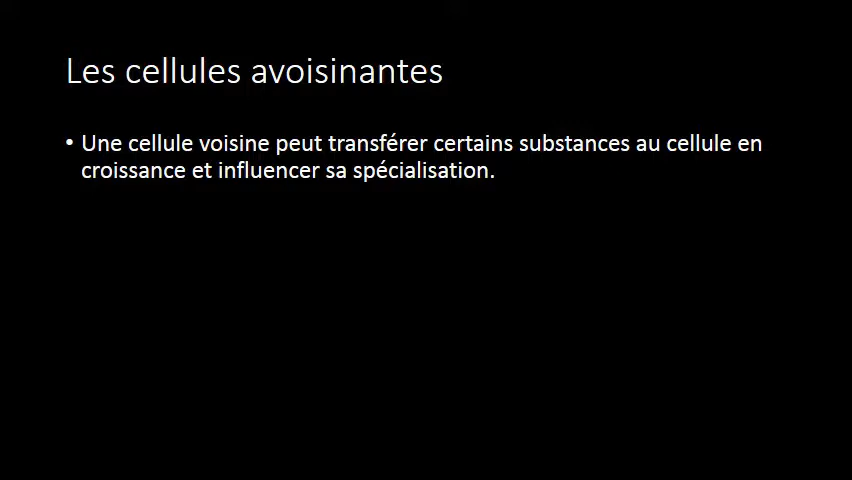 Les cellules avoisinantes
• Une cellule voisine peut transférer certains substances au cellule en
croissance et influencer sa spécialisation.